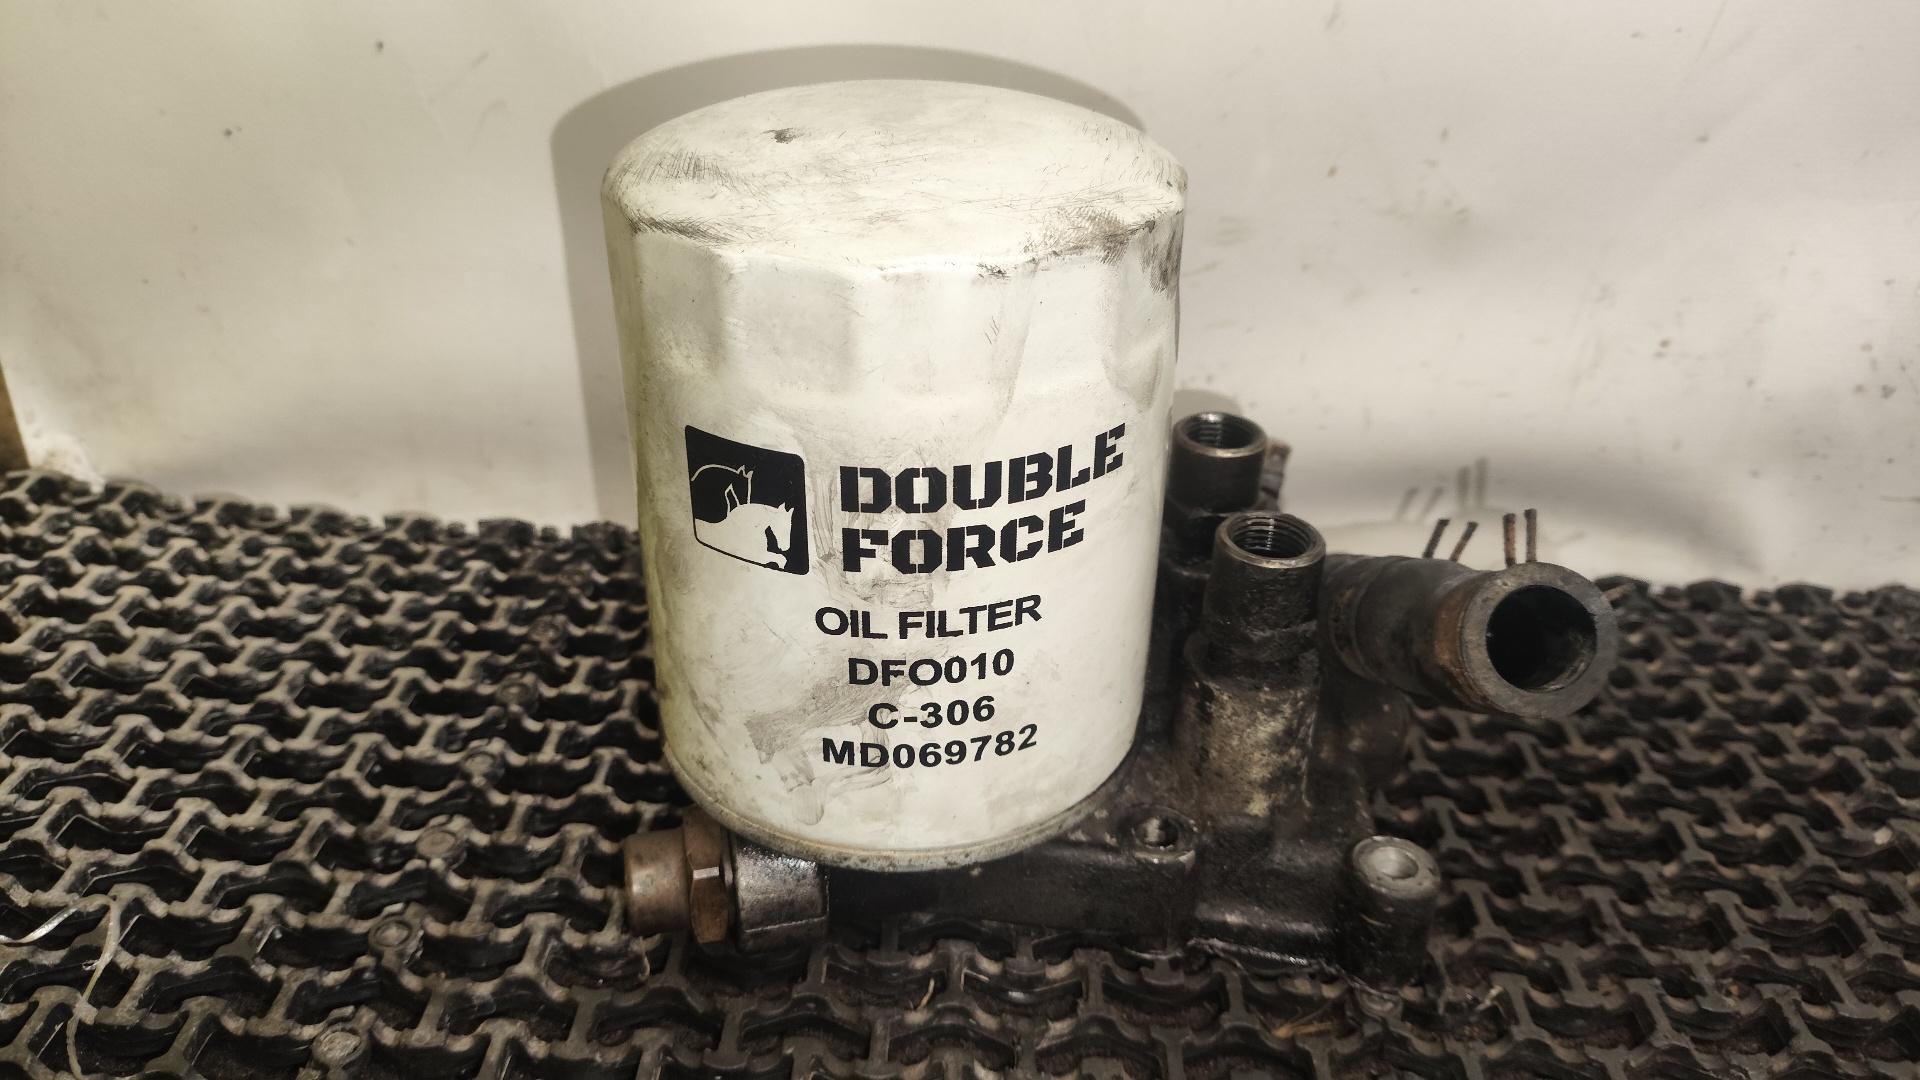 DOUBLE
FORCE
OIL FILTER
DFO010
C-306
MD069782